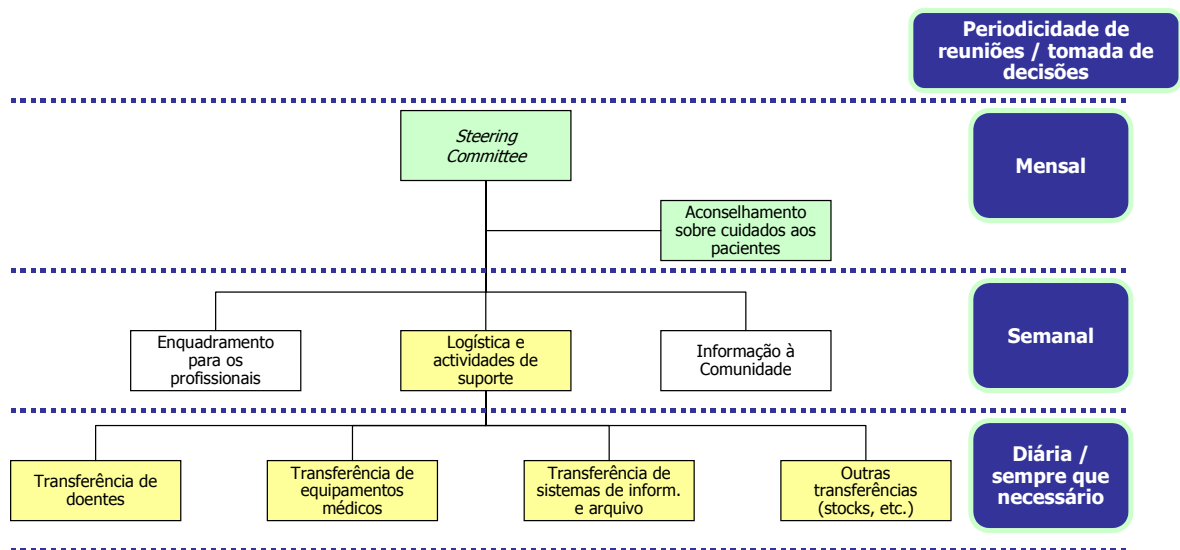 Periodicidade de
reuniões / tomada de
decisões
Steering
Committee
Mensal
Aconselhamento
sobre cuidados aos
pacientes
Enquadramento
para os
profissionais
Logística e
actividades de
suporte
Informação à
Comunidade
Semanal
Transferência de
doentes
Transferência de
equipamentos
médicos
Transferência de
sistemas de inform.
e arquivo
Outras
transferências
(stocks, etc.)
Diária /
sempre que
necessário